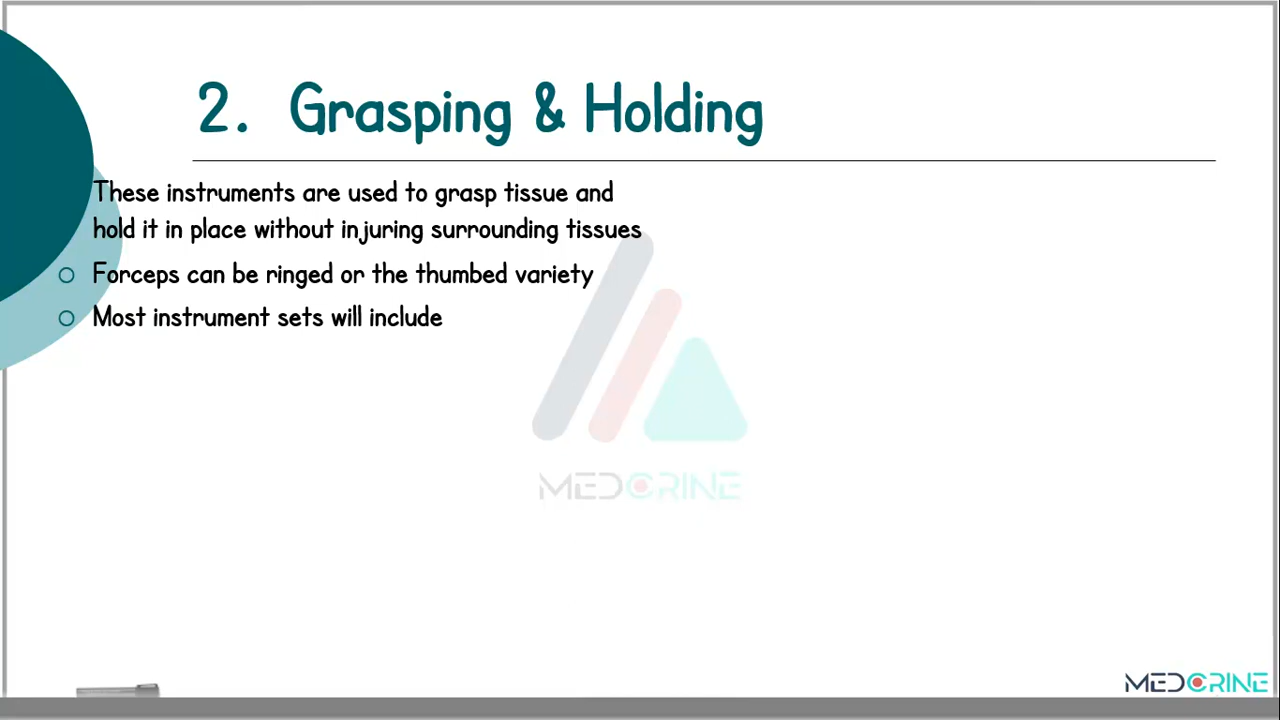 2. Grasping & Holding
These instruments are used to grasp tissue and
hold it in place without injuring surrounding tissues
Forceps can be ringed or the thumbed variety
Most instrument sets will include
MEDCRINE
MEDCRINE